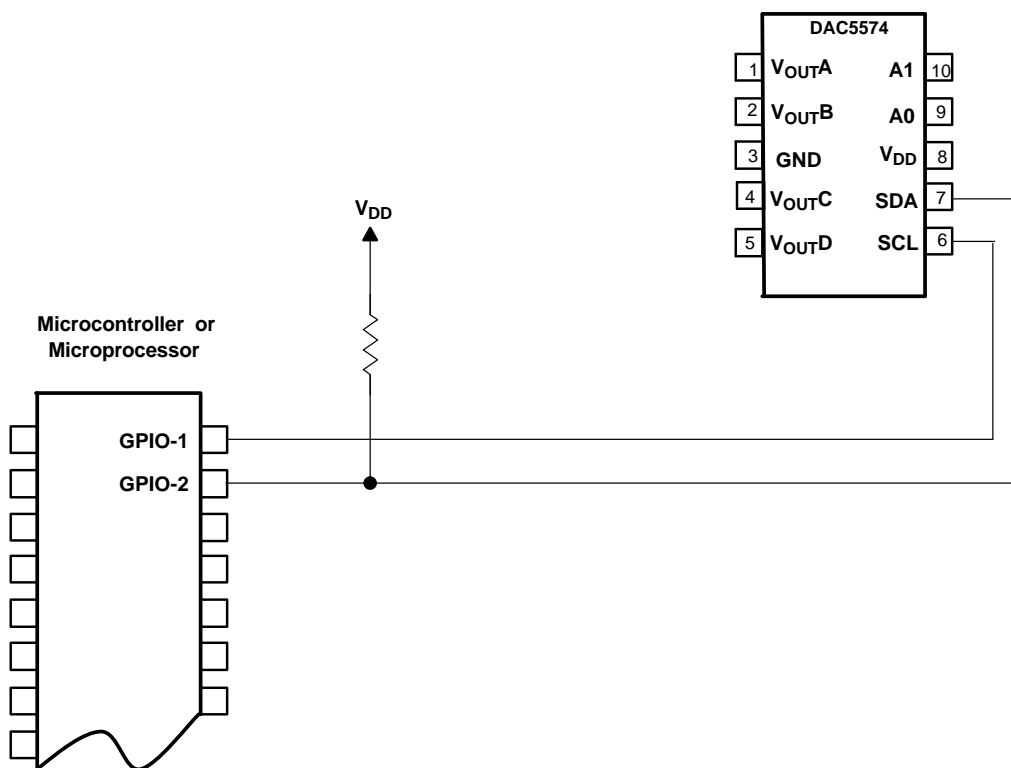 DAC5574
1 VOUTA A1 10
2 VOUTB A0 9
3 GND VDD 8
4 VOUTC SDA 7
5 VOUTD SCL 6
VDD
Microcontroller or
Microprocessor
GPIO-1
GPIO-2